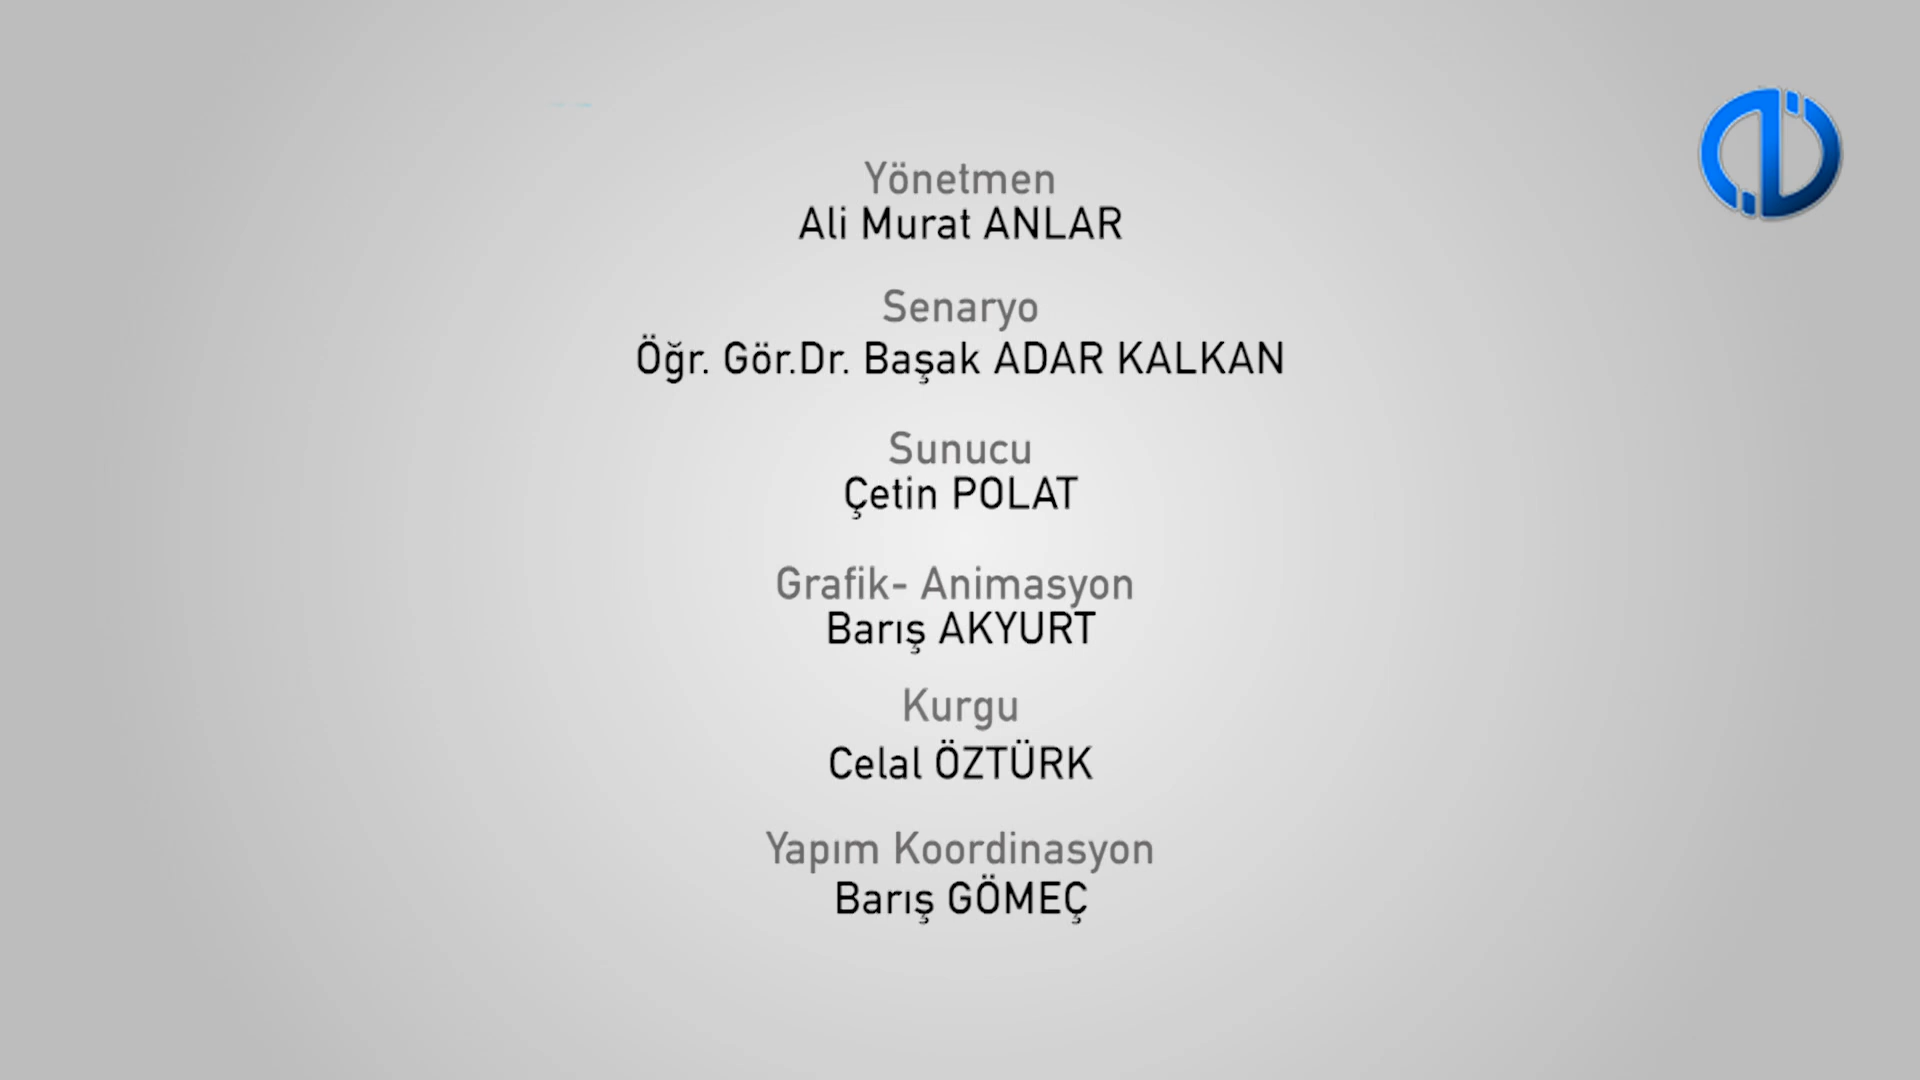 Yönetmen
Ali Murat ANLAR
Senaryo
Öğr. Gör.Dr. Başak ADAR KALKAN
Sunucu
Çetin POLAT
Grafik- Animasyon
Barış AKYURT
Kurgu
Celal ÖZTÜRK
Yapım Koordinasyon
Barış GÖMEÇ